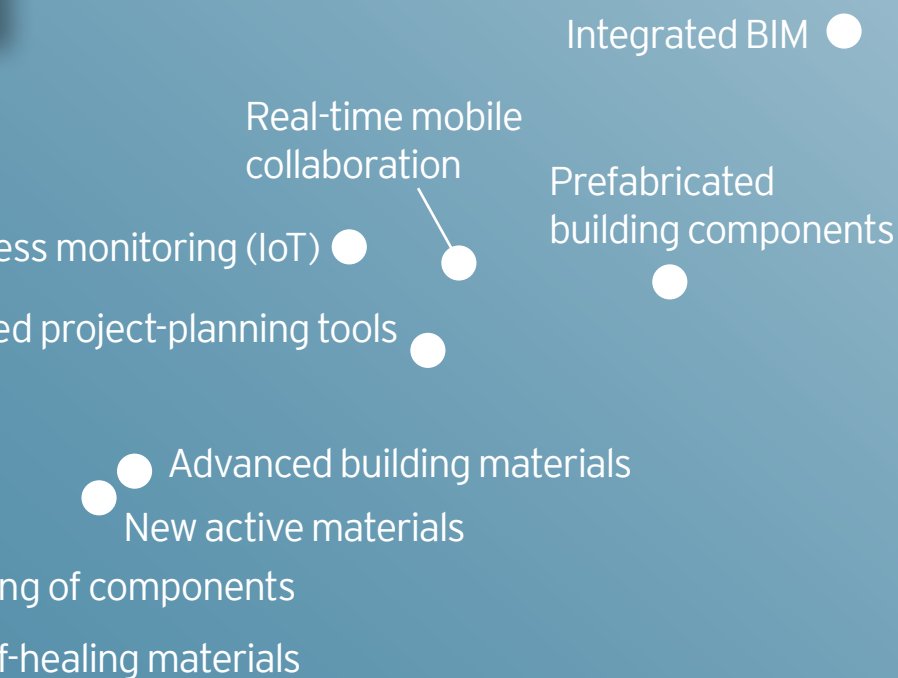 Integrated BIM
Real-time mobile
collaboration
Prefabricated
building components
ess monitoring (IoT)
ed project-planning tools
Advanced building materials
New active materials
ng of components
f-healing materials